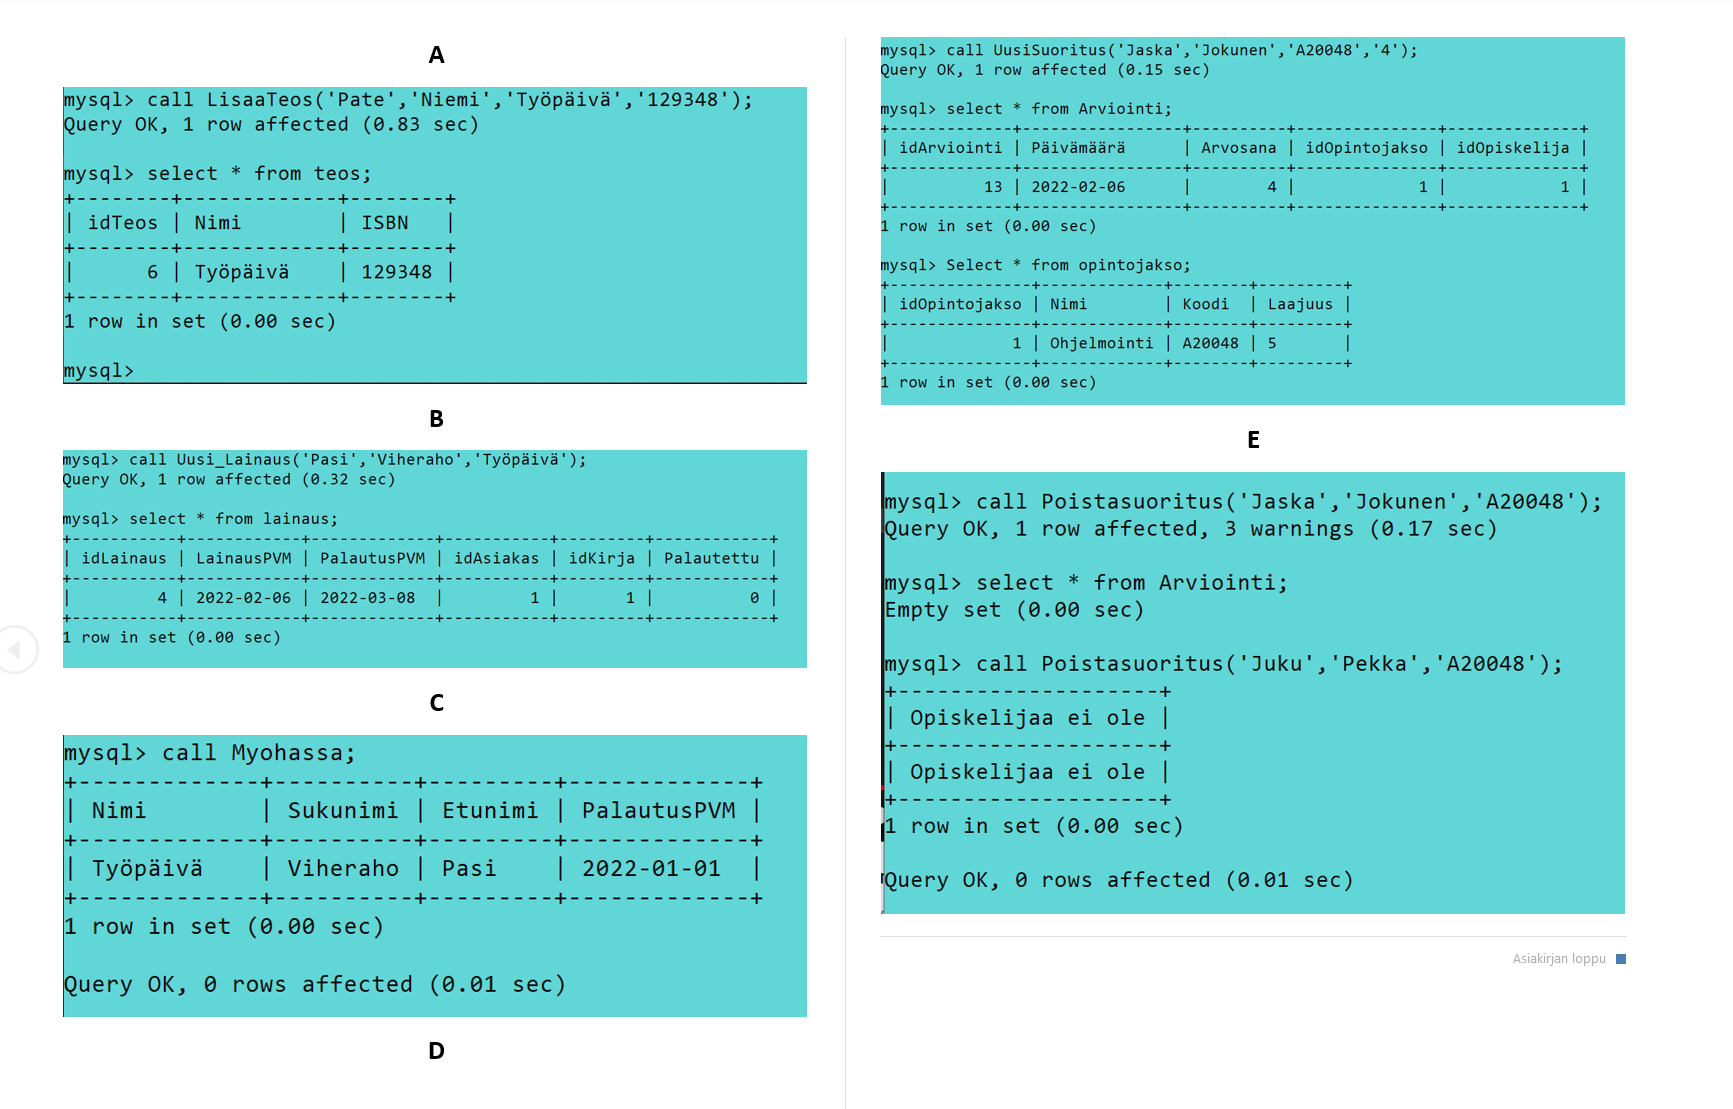 A
mysql> call LisaaTeos('Pate','Niemi','Työpäivä','129348');
Query OK, 1 row affected (0.83 sec)
mysql> select * from teos;
+--------+-------------+--------+
| idTeos | Nimi        | ISBN   |
+--------+-------------+--------+
|      6 | Työpäivä    | 129348 |
+--------+-------------+--------+
1 row in set (0.00 sec)
mysql>
B
mysql> call Uusi_Lainaus('Pasi','Viheraho','Työpäivä');
Query OK, 1 row affected (0.32 sec)
mysql> select * from lainaus;
+-----------+------------+-------------+-----------+---------+------------+
| idLainaus | LainausPVM | PalautusPVM | idAsiakas | idKirja | Palautettu |
+-----------+------------+-------------+-----------+---------+------------+
|         4 | 2022-02-06 | 2022-03-08  |         1 |       1 |          0 |
+-----------+------------+-------------+-----------+---------+------------+
1 row in set (0.00 sec)
C
mysql> call Myohassa;
+-------------+----------+---------+-------------+
| Nimi        | Sukunimi | Etunimi | PalautusPVM |
+-------------+----------+---------+-------------+
| Työpäivä    | Viheraho | Pasi    | 2022-01-01  |
+-------------+----------+---------+-------------+
1 row in set (0.00 sec)
Query OK, 0 rows affected (0.01 sec)
D
mysql> call UusiSuoritus('Jaska','Jokunen','A20048','4');
Query OK, 1 row affected (0.15 sec)
mysql> select * from Arviointi;
+-------------+-----------------+----------+---------------+--------------+
| idArviointi | Päivämäärä      | Arvosana | idOpintojakso | idOpiskelija |
+-------------+-----------------+----------+---------------+--------------+
|          13 | 2022-02-06      |        4 |             1 |            1 |
+-------------+-----------------+----------+---------------+--------------+
1 row in set (0.00 sec)
mysql> Select * from opintojakso;
+---------------+-------------+--------+---------+
| idOpintojakso | Nimi        | Koodi  | Laajuus |
+---------------+-------------+--------+---------+
|             1 | Ohjelmointi | A20048 | 5       |
+---------------+-------------+--------+---------+
1 row in set (0.00 sec)
E
mysql> call Poistasuoritus('Jaska','Jokunen','A20048');
Query OK, 1 row affected, 3 warnings (0.17 sec)
mysql> select * from Arviointi;
Empty set (0.00 sec)
mysql> call Poistasuoritus('Juku','Pekka','A20048');
+--------------------+
| Opiskelijaa ei ole |
+--------------------+
| Opiskelijaa ei ole |
+--------------------+
1 row in set (0.00 sec)
Query OK, 0 rows affected (0.01 sec)
Asiakirjan loppu